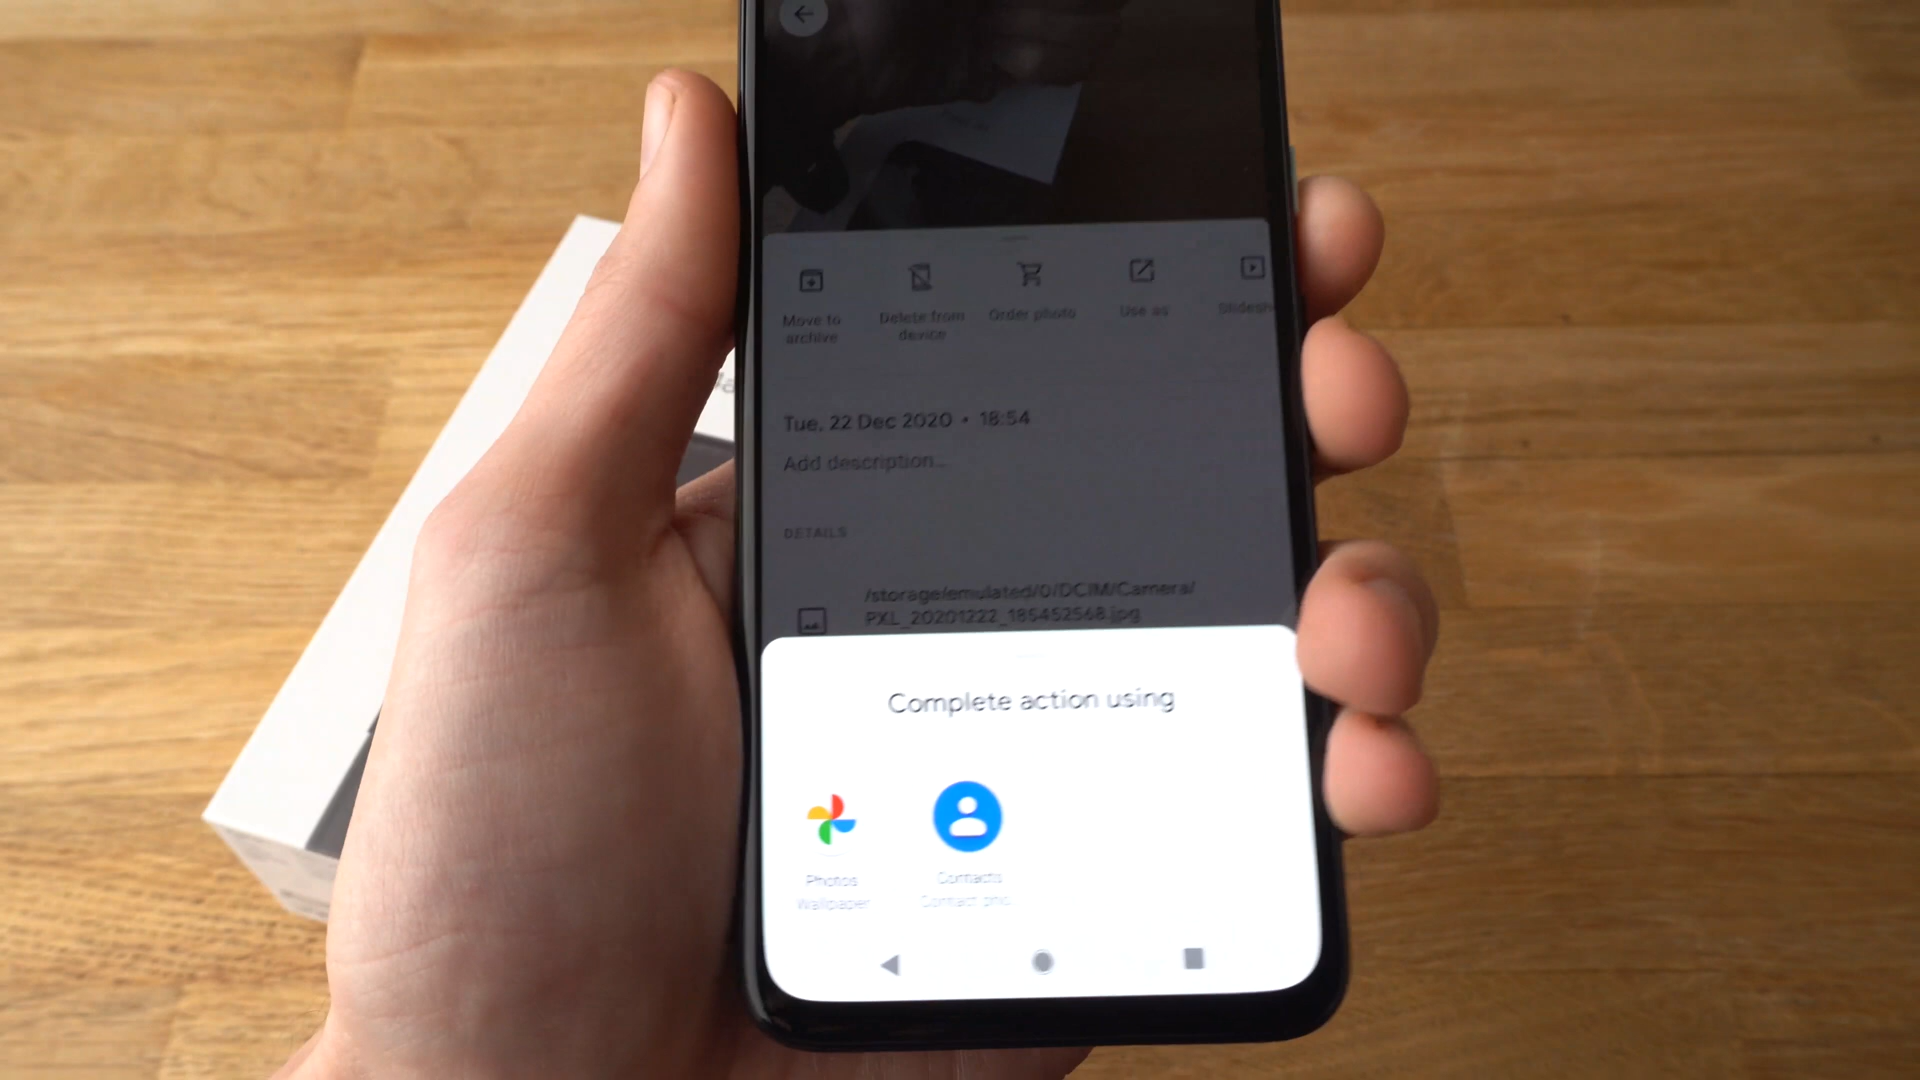 Move to
archive
Delete from
device
Order photo
Use as
Slidesh
Tue, 22 Dec 2020 • 18:54
Add description...
DETAILS
/storage/emulated/0/DCIM/Camera/
PXL_20201222_185452568.jpg
Complete action using
Photos
Wallpaper
Contacts
Contact